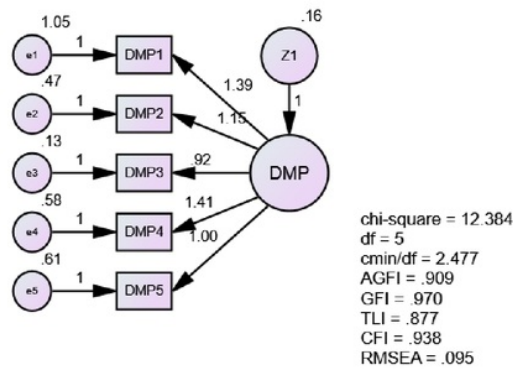 .16
1.05
e1
1
DMP1
Z1
.47
1.39
1
e2
1
DMP2
1.15
.13
e3
1
DMP3
.92
DMP
.58
1.41
e4
1
DMP4
1.00
.61
e5
1
DMP5
chi-square = 12.384
df = 5
cmin/df = 2.477
AGFI = .909
GFI = .970
TLI = .877
CFI = .938
RMSEA = .095